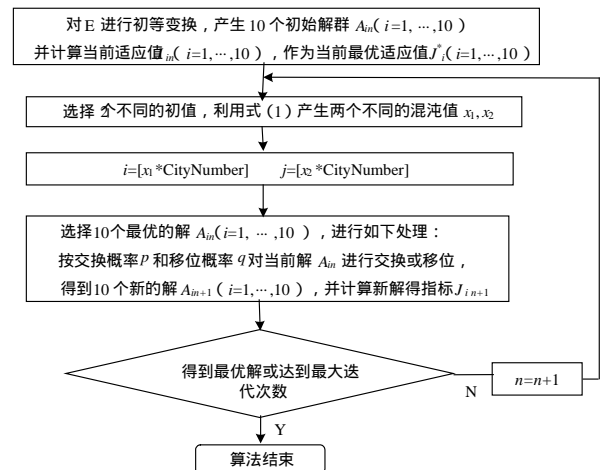 对E 进行初等变换，产生 10 个初始解群 Ain( i=1, ···,10 )
并计算当前适应值 in( i=1, ···,10 )，作为当前最优适应值J*i(i=1, ···,10 )
选择 个不同的初值，利用式 (1) 产生两个不同的混沌值 x1, x2
i=[x1*CityNumber] j=[x2*CityNumber]
选择10个最优的解 Ain( i=1, ··· ,10 )，进行如下处理：
按交换概率 p 和移位概率 q 对当前解 Ain 进行交换或移位，
得到10 个新的解 Ain+1 ( i=1, ···,10 )，并计算新解得指标 J i n+1
得到最优解或达到最大迭
代次数
N
n=n+1
Y
算法结束